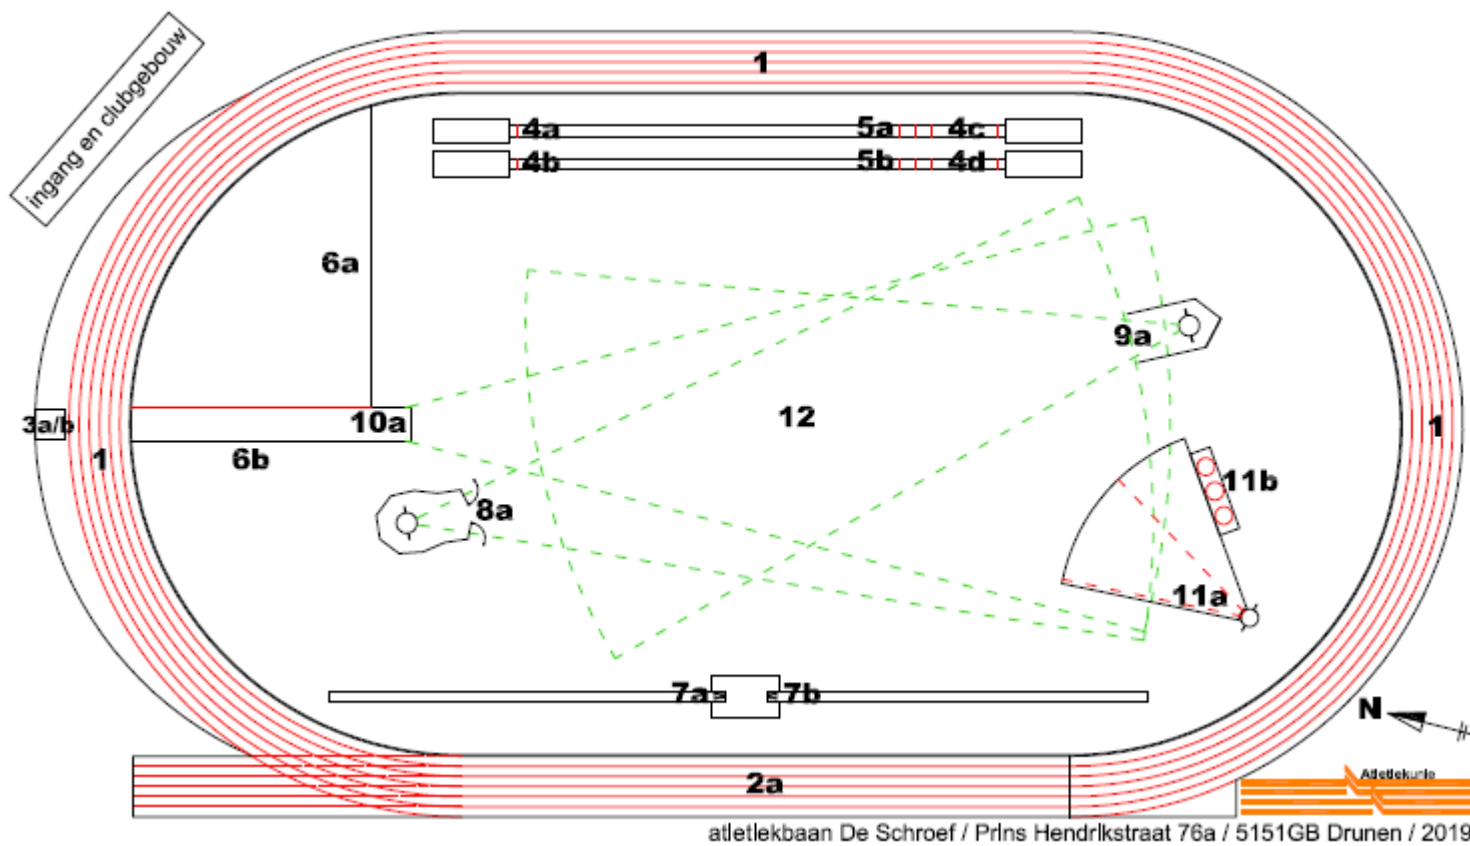 ingang en clubgebouw
1
4a 5a 4c
4b 5b 4d
6a
9a
12
10a
3a/b
1
6b
1
11b
8a
11a
7a 7b
N
2a
Atletiekunie
atletiekbaan De Schroef / Prins Hendrikstraat 76a / 5151GB Drunen / 2019